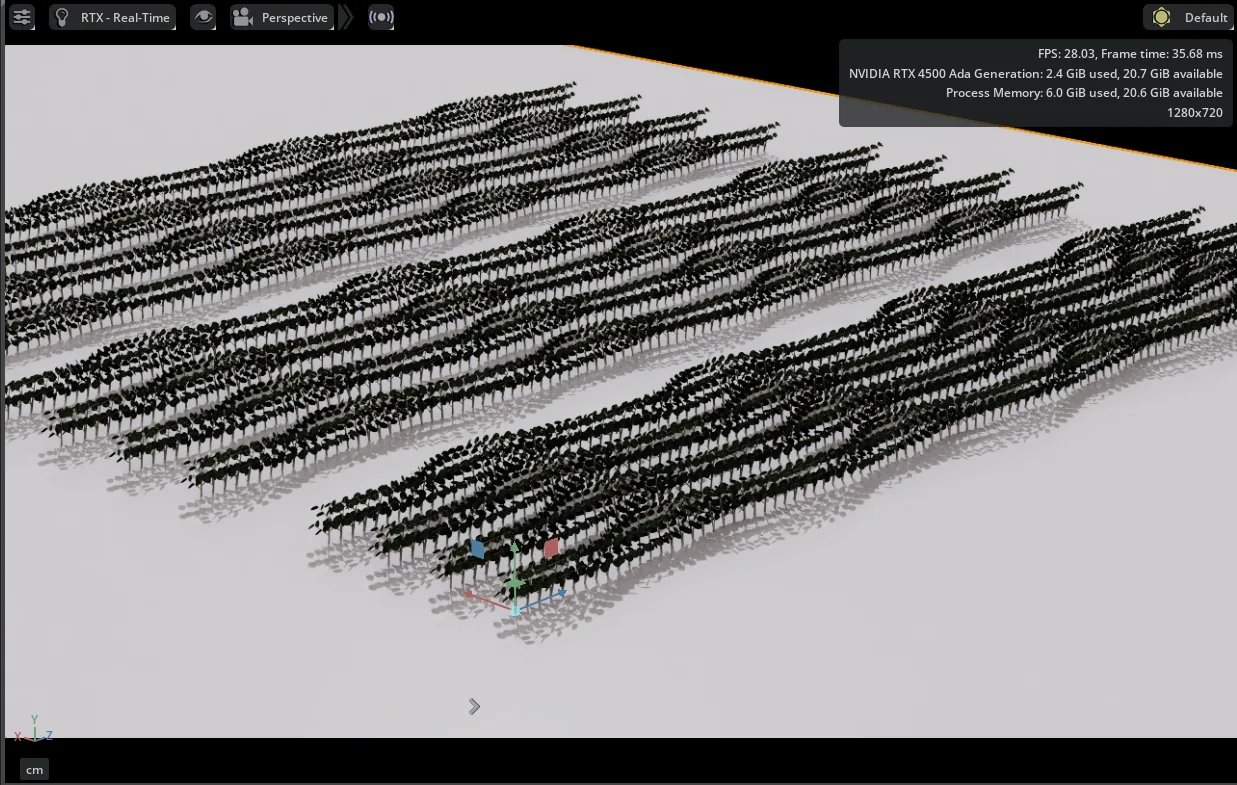 RTX - Real-Time
Perspective
Default
FPS: 28.03, Frame time: 35.68 ms
NVIDIA RTX 4500 Ada Generation: 2.4 GiB used, 20.7 GiB available
Process Memory: 6.0 GiB used, 20.6 GiB available
1280x720
Y
X
Z
cm